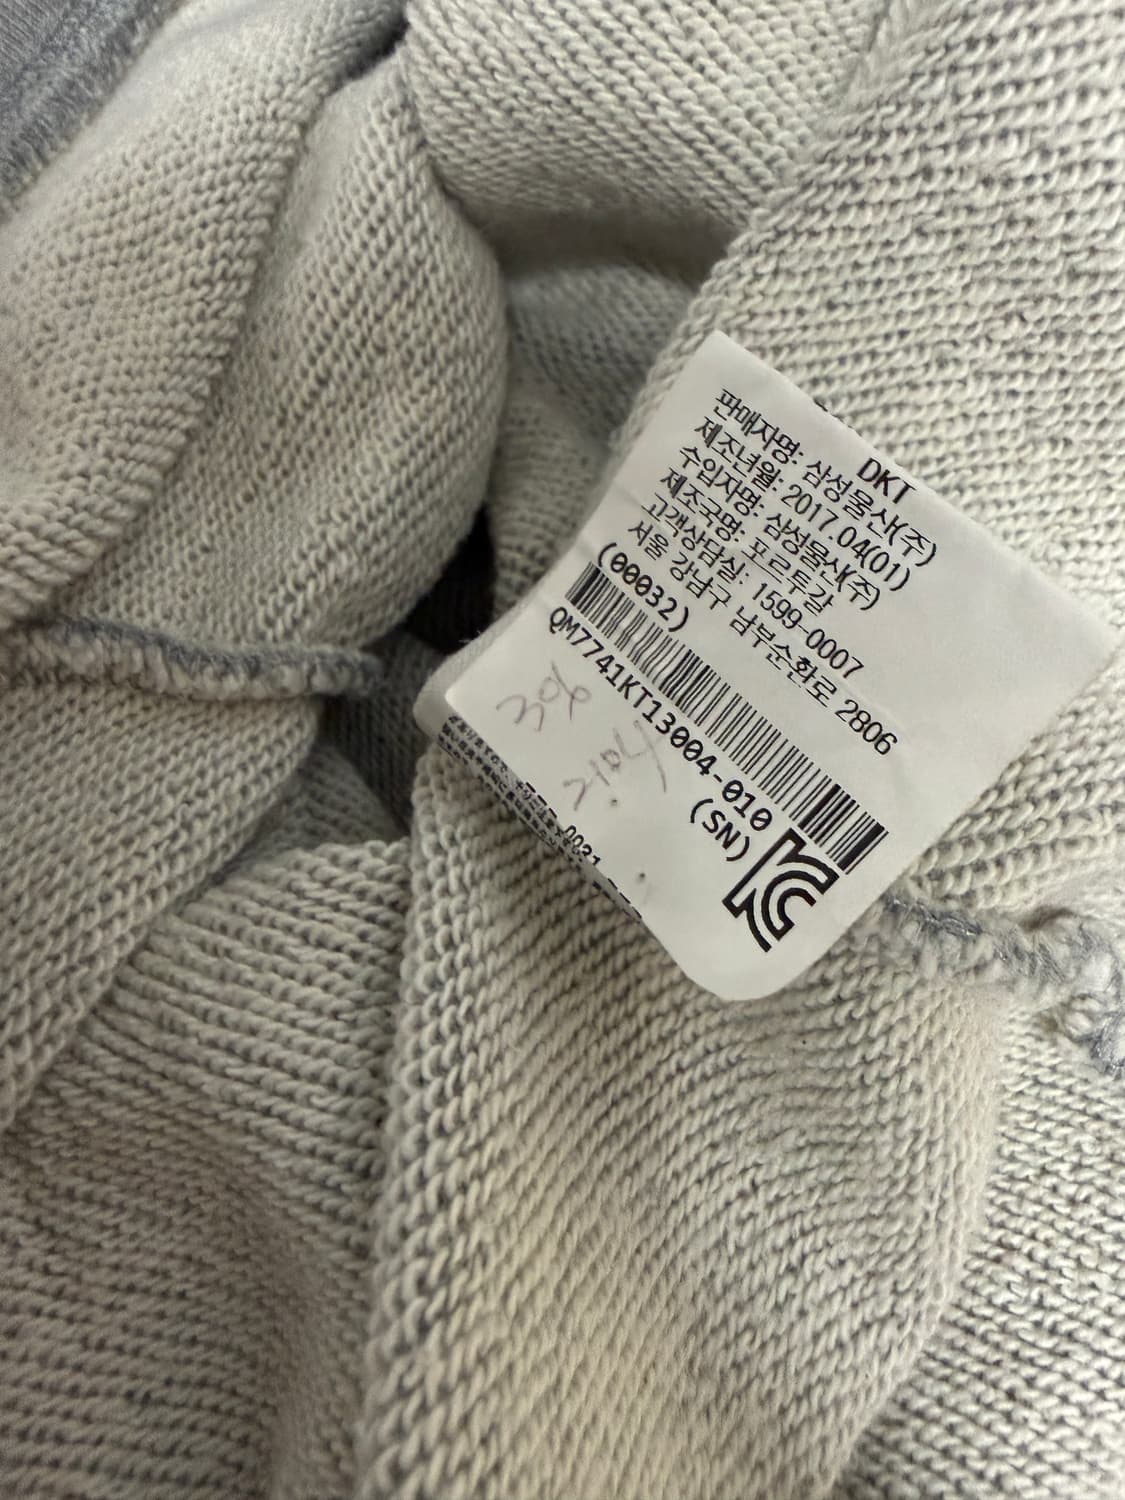 DKT
판매자명: 삼성물산(주)
제조년월: 2017.04(01)
수입자명: 삼성물산(주)
제조국명: 포르투갈
고객상담실: 1599-0007
서울 강남구 남부순환로 2806
(00032)
QM7741KT13004-010
(SN)
KC
0021